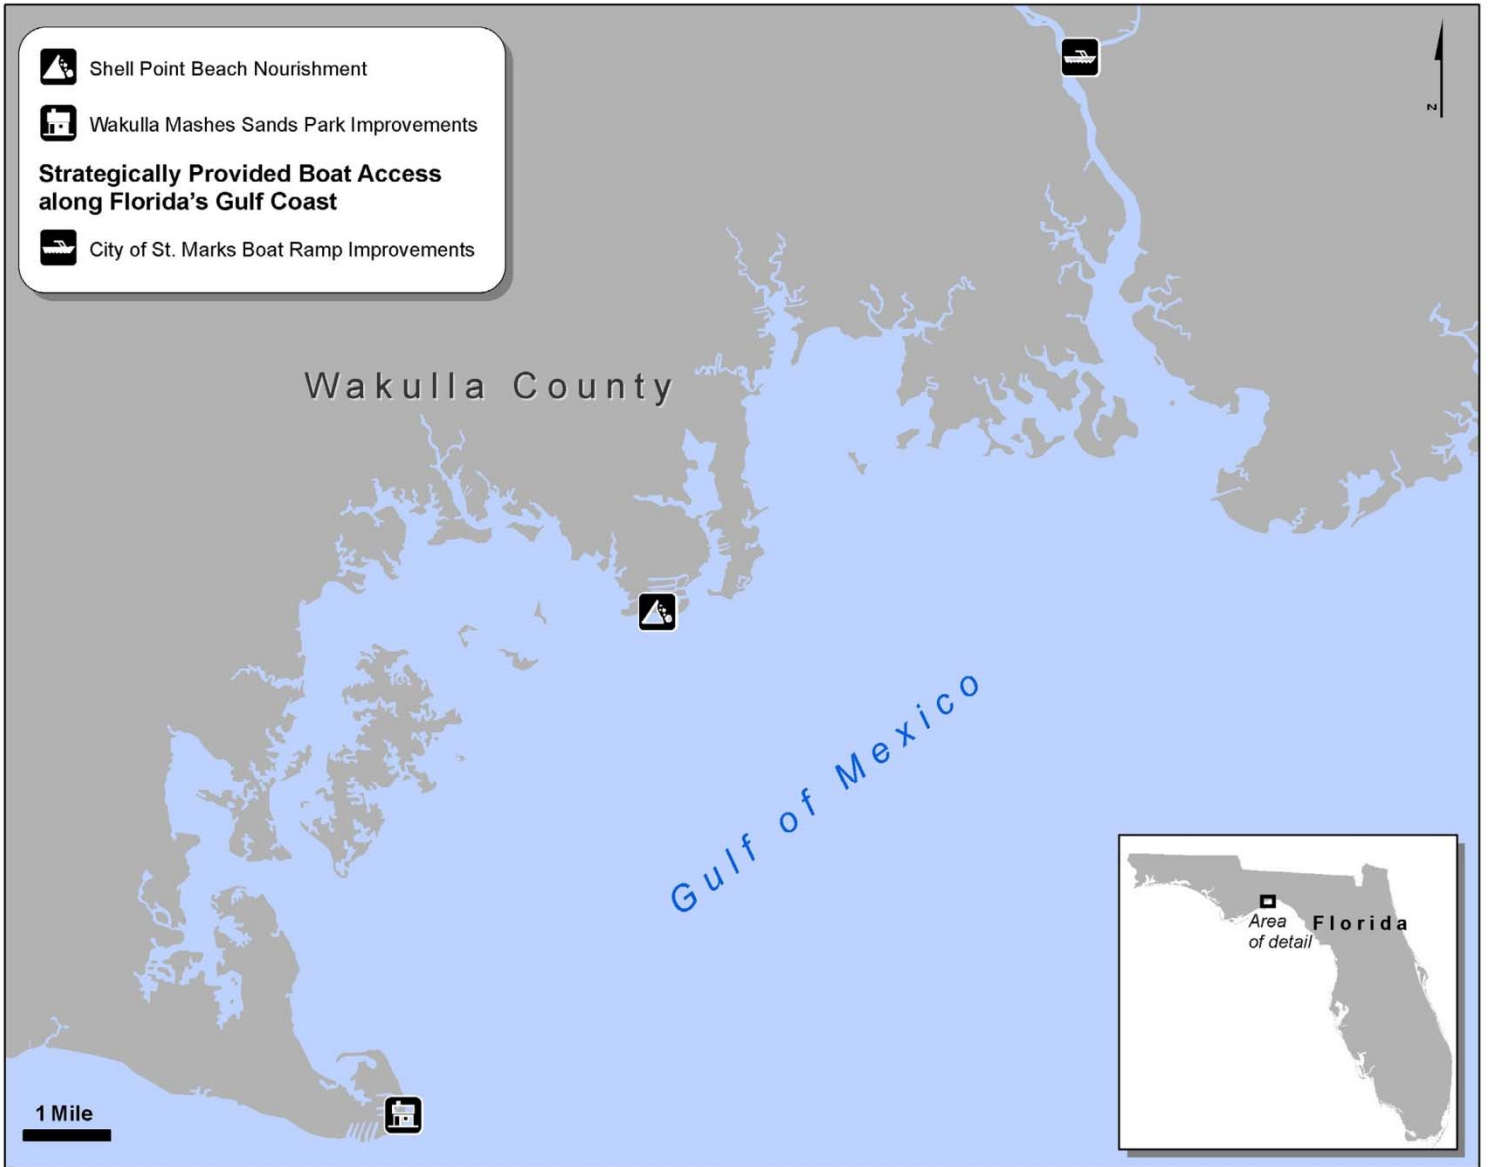 Shell Point Beach Nourishment
Wakulla Mashes Sands Park Improvements
Strategically Provided Boat Access
along Florida's Gulf Coast
City of St. Marks Boat Ramp Improvements
N
Wakulla County
Gulf of Mexico
Area
of detail
Florida
1 Mile